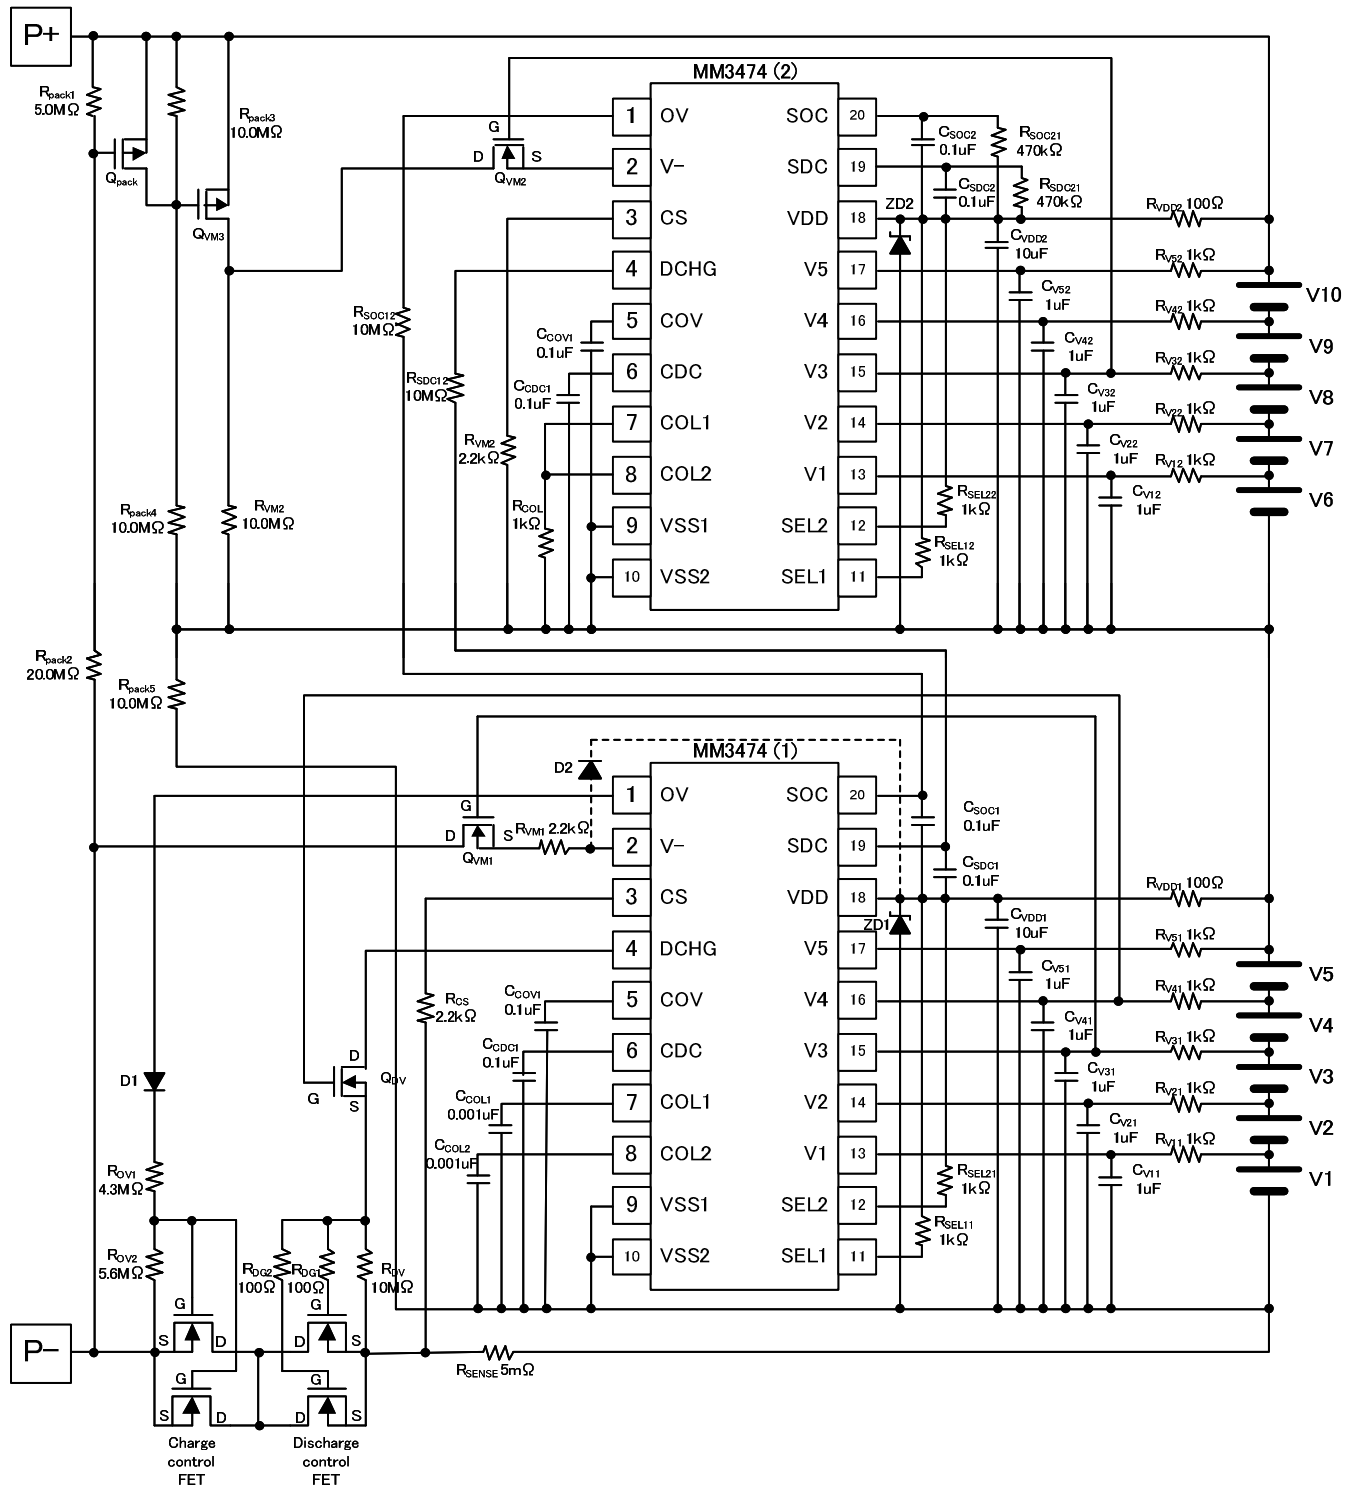 P+
MM3474 (2)
Rpack1
5.0MΩ
Rpack3
10.0MΩ
Qpack
QVM3
G
D
S
QVM2
1
OV
SOC
20
2
V-
SDC
19
3
CS
VDD
18
4
DCHG
V5
17
5
COV
V4
16
6
CDC
V3
15
7
COL1
V2
14
8
COL2
V1
13
9
VSS1
SEL2
12
10
VSS2
SEL1
11
CSOC2
0.1uF
RSOC21
470kΩ
CSDC2
0.1uF
RSDC21
470kΩ
ZD2
CVDD2
10uF
RVDD2 100Ω
RV52 1kΩ
CV52
1uF
RV42 1kΩ
CV42
1uF
RV32 1kΩ
CV32
1uF
RV22 1kΩ
CV22
1uF
RV12 1kΩ
CV12
1uF
V10
V9
V8
V7
V6
RSOC12
10MΩ
RSDC12
10MΩ
RVM2
2.2kΩ
CCOV1
0.1uF
CCDC1
0.1uF
RCOL
1kΩ
RSEL22
1kΩ
RSEL12
1kΩ
Rpack4
10.0MΩ
RVM2
10.0MΩ
Rpack2
20.0MΩ
Rpack5
10.0MΩ
MM3474 (1)
D2
G
D
S
QVM1
RVM1 2.2kΩ
1
OV
SOC
20
2
V-
SDC
19
3
CS
VDD
18
4
DCHG
V5
17
5
COV
V4
16
6
CDC
V3
15
7
COL1
V2
14
8
COL2
V1
13
9
VSS1
SEL2
12
10
VSS2
SEL1
11
CSOC1
0.1uF
CSDC1
0.1uF
ZD1
CVDD1
10uF
RVDD1 100Ω
RV51 1kΩ
CV51
1uF
RV41 1kΩ
CV41
1uF
RV31 1kΩ
CV31
1uF
RV21 1kΩ
CV21
1uF
RV11 1kΩ
CV11
1uF
V5
V4
V3
V2
V1
RCS
2.2kΩ
CCOV1
0.1uF
CCDC1
0.1uF
CCOL1
0.001uF
CCOL2
0.001uF
RSEL21
1kΩ
RSEL11
1kΩ
D1
D
QDV
G
S
ROV1
4.3MΩ
ROV2
5.6MΩ
RDG2
100Ω
RDG1
100Ω
RDV
10MΩ
P-
G
S
D
G
D
S
G
S
D
G
D
S
RSENSE 5mΩ
Charge
control
FET
Discharge
control
FET